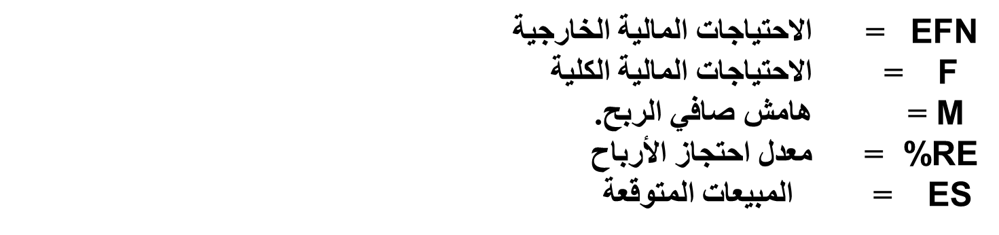 EFN = الاحتياجات المالية الخارجية
F = الاحتياجات المالية الكلية
M = هامش صافي الربح.
%RE = معدل احتجاز الأرباح
ES = المبيعات المتوقعة